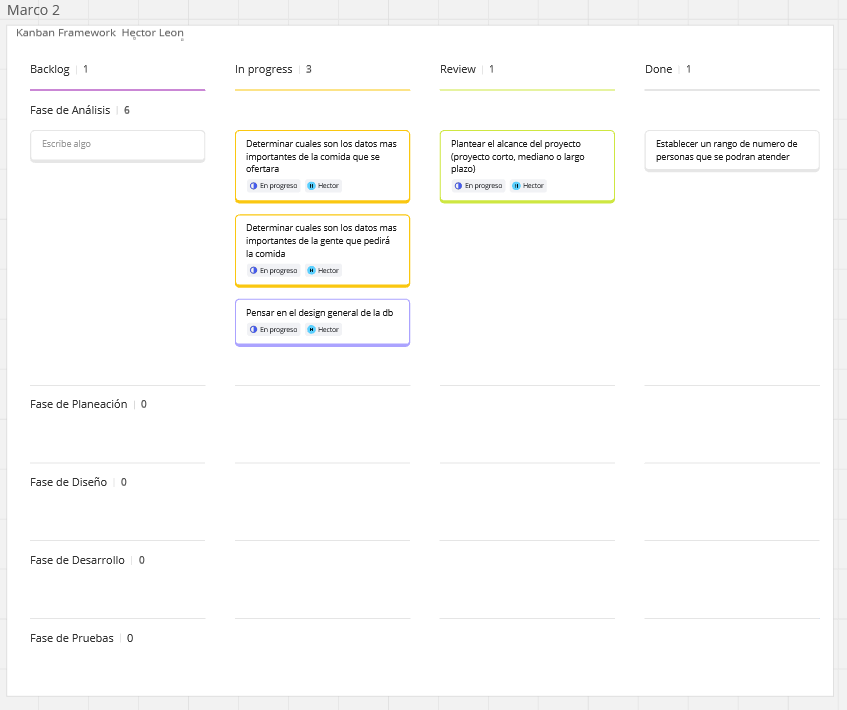 Marco 2
Kanban Framework Hector Leon
Backlog 1
In progress 3
Review 1
Done 1
Fase de Análisis 6
Escribe algo
Determinar cuales son los datos mas
importantes de la comida que se
ofertara
En progreso Hector
Determinar cuales son los datos mas
importantes de la gente que pedirá
la comida
En progreso H Hector
Pensar en el design general de la db
En progreso H Hector
Plantear el alcance del proyecto
(proyecto corto, mediano o largo
plazo)
En progreso Hector
Establecer un rango de numero de
personas que se podran atender
Fase de Planeación 0
Fase de Diseño 0
Fase de Desarrollo 0
Fase de Pruebas 0